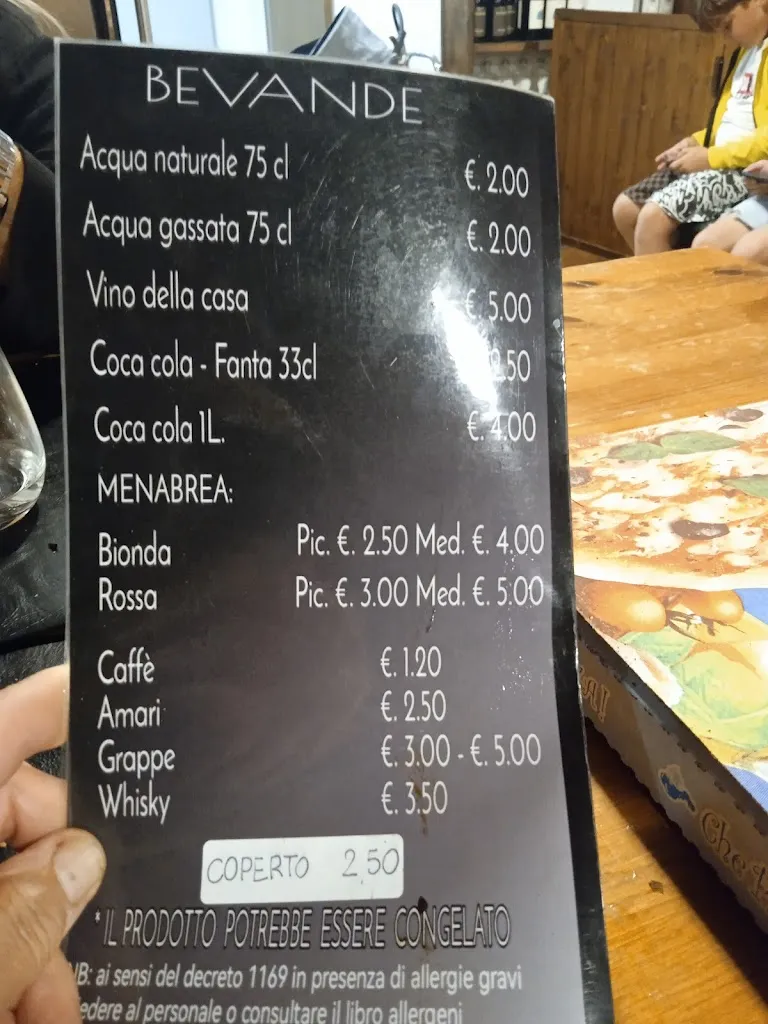 BEVANDE
Acqua naturale 75 cl €. 2.00
Acqua gassata 75 cl €. 2.00
Vino della casa €. 5.00
Coca cola - Fanta 33cl .50
Coca cola 1L. €. 4.00
MENABREA:
Bionda Pic. €. 2.50 Med. €. 4.00
Rossa Pic. €. 3.00 Med. €. 5.00
Caffè €. 1.20
Amari €. 2.50
Grappe €. 3.00 - €. 5.00
Whisky €. 3.50
COPERTO 2.50
*IL PRODOTTO POTREBBE ESSERE CONGELATO
NB: ai sensi del decreto 1169 in presenza di allergie gravi
al personale o consultare il libro allergeni
Che